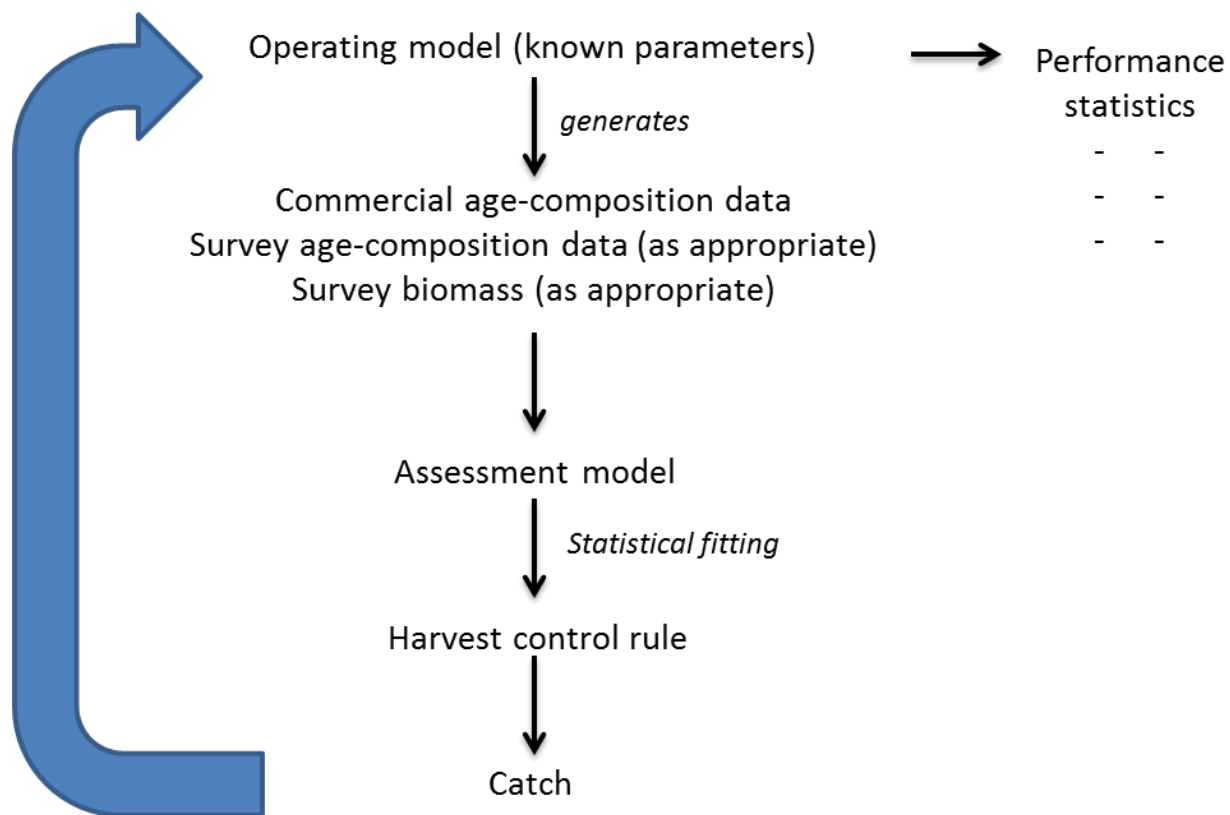 Operating model (known parameters)
Performance
statistics
- -
- -
- -
generates
Commercial age-composition data
Survey age-composition data (as appropriate)
Survey biomass (as appropriate)
Assessment model
Statistical fitting
Harvest control rule
Catch